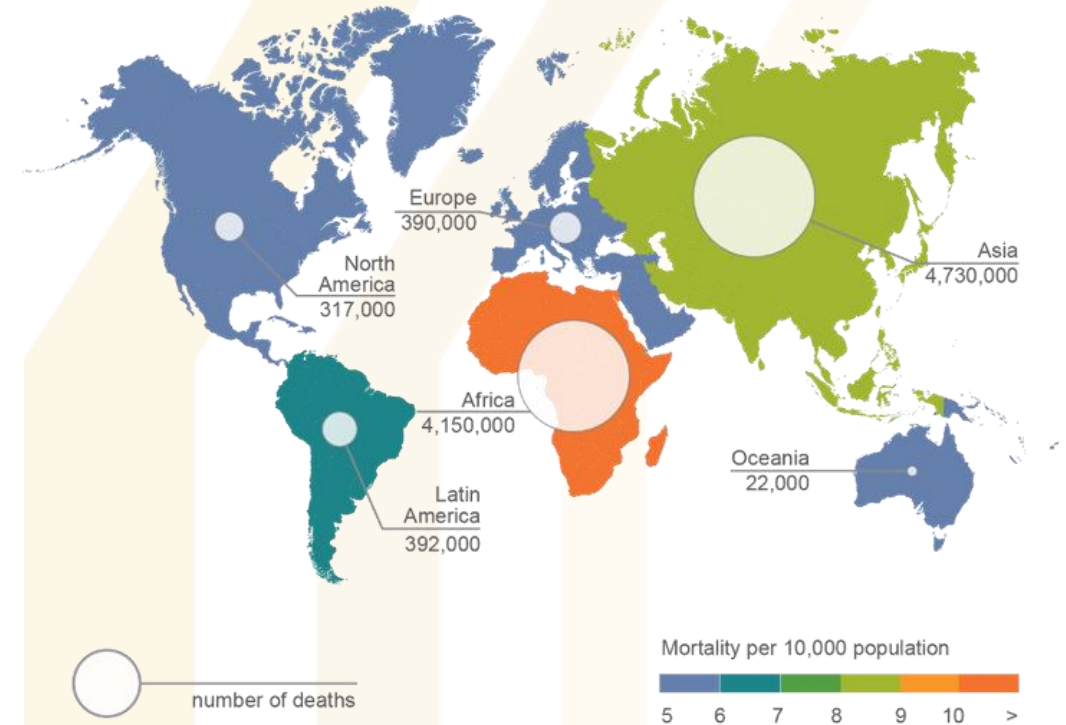 Europe
390,000
North
America
317,000
Asia
4,730,000
Africa
4,150,000
Oceania
22,000
Latin
America
392,000
Mortality per 10,000 population
number of deaths
5 6 7 8 9 10 >